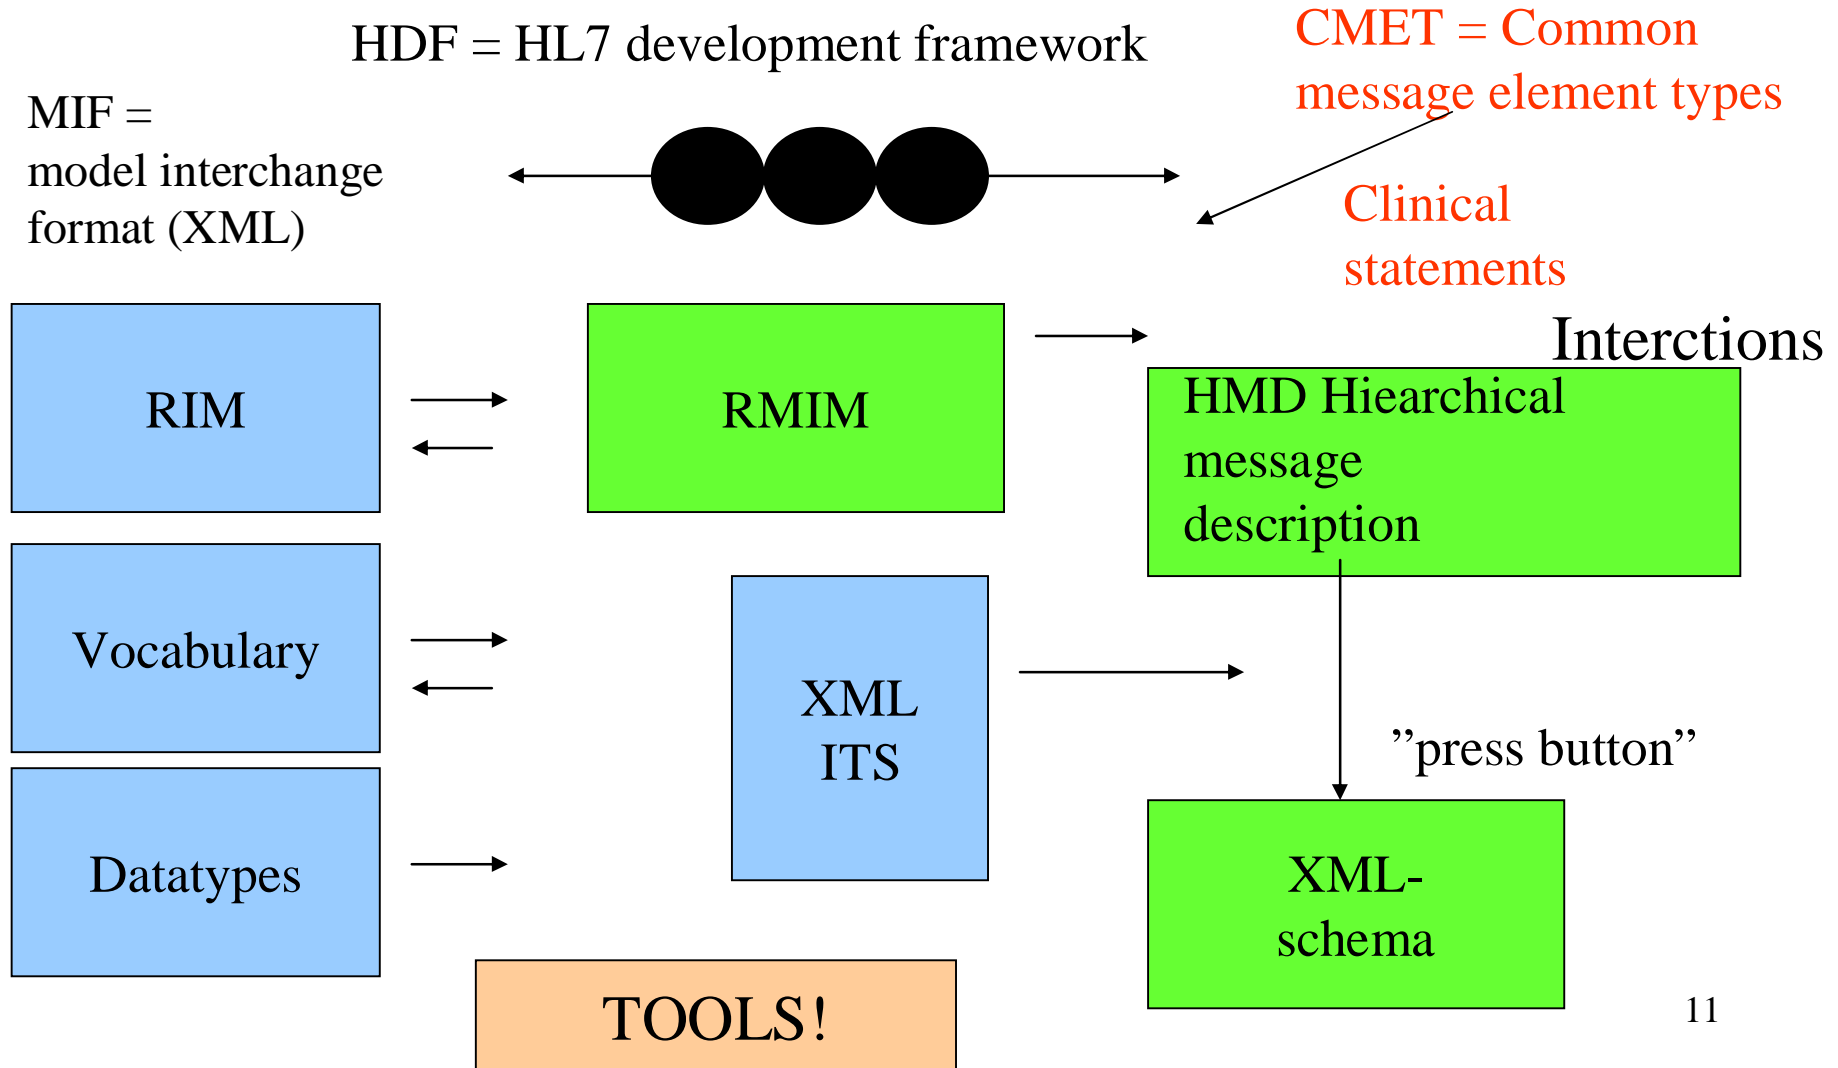 HDF = HL7 development framework
CMET = Common
message element types
MIF =
model interchange
format (XML)
Clinical
statements
Interctions
RIM
RMIM
HMD Hiearchical
message
description
Vocabulary
XML
ITS
”press button”
Datatypes
XML-
schema
TOOLS!
11